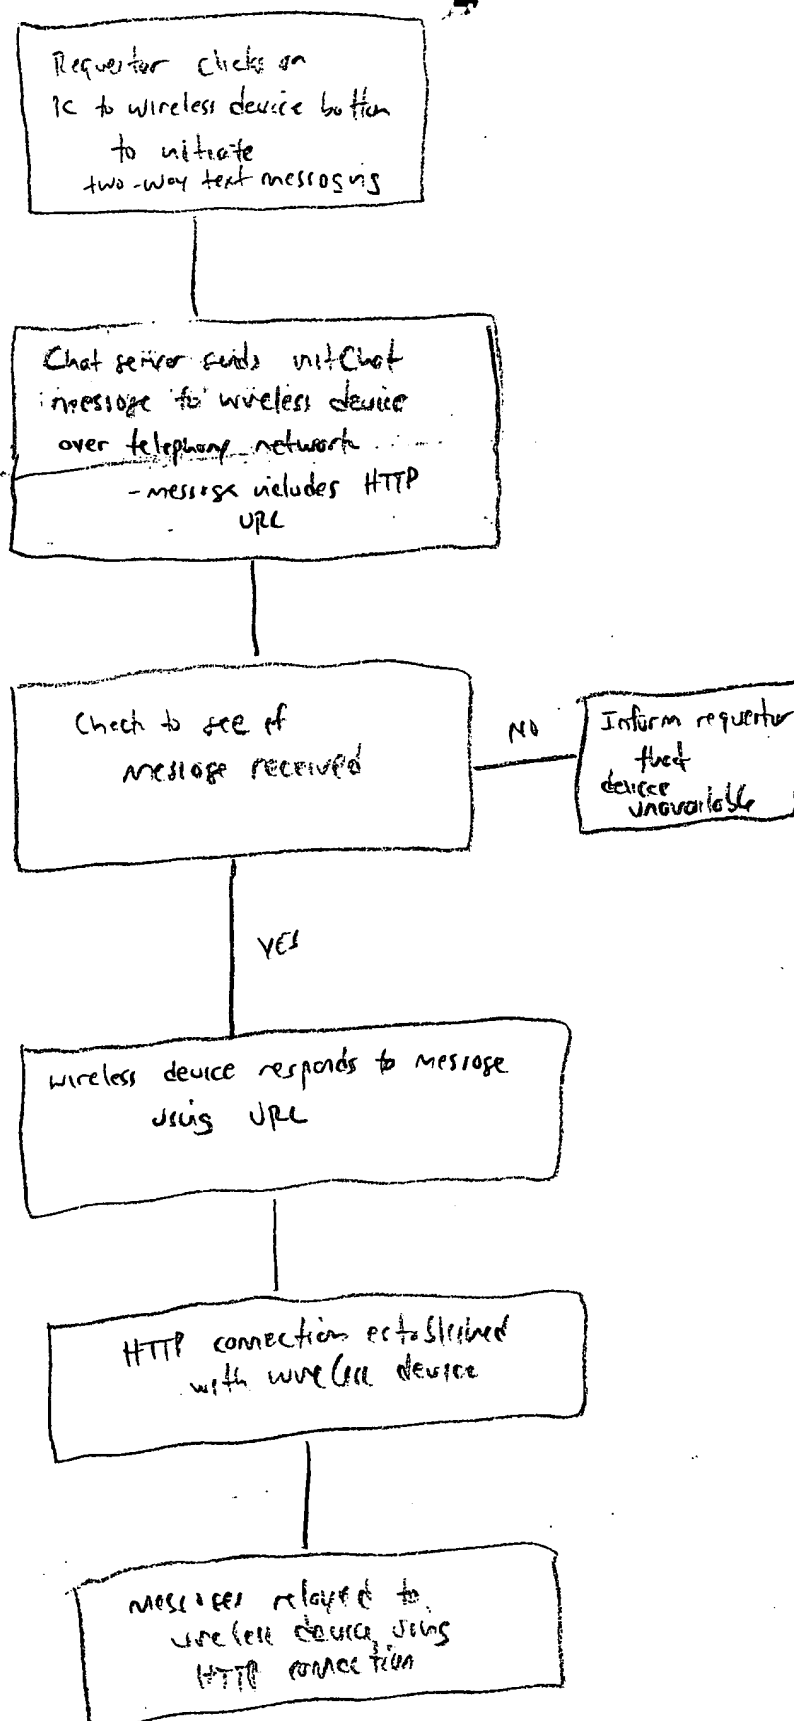 Requestor clicks on
IC to wireless device button
to initiate
two-way text messaging
Chat server sends initChat
message to wireless device
over telephony network
- message includes HTTP
URL
Check to see if
message received
NO
Inform requestor
that
device
unavailable
YES
wireless device responds to message
using URL
HTTP connection established
with wireless device
messages relayed to
wireless device using
HTTP connection